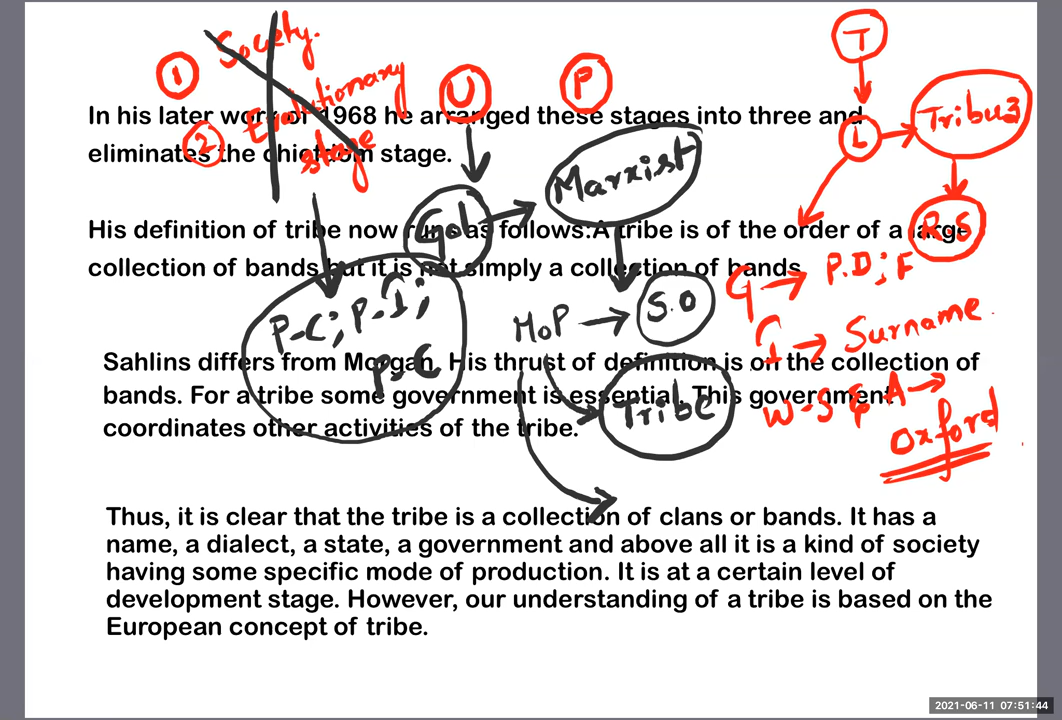 ① Society.
② Evolutionary stage
U
P
T
L
Tribus
R.S
In his later work of 1968 he arranged these stages into three and
eliminates the chiefdom stage.
Marxist
His definition of tribe now runs as follows:A tribe is of the order of a large
collection of bands but it is not simply a collection of bands.
P.D; F
P-C; P-I;
P-C
MoP → S.O
I → Surname
Sahlins differs from Morgan. His thrust of definition is on the collection of
bands. For a tribe some government is essential. This government
coordinates other activities of the tribe.
Tribe
W-S & A →
Oxford
Thus, it is clear that the tribe is a collection of clans or bands. It has a
name, a dialect, a state, a government and above all it is a kind of society
having some specific mode of production. It is at a certain level of
development stage. However, our understanding of a tribe is based on the
European concept of tribe.
2021-06-11 07:51:44